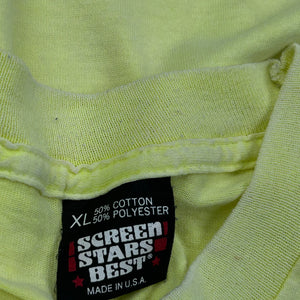 XL 50% COTTON
50% POLYESTER
SCREEN
STARS
BEST®
MADE IN U.S.A.